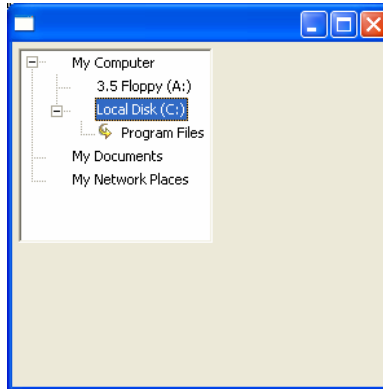 My Computer
3.5 Floppy (A:)
Local Disk (C:)
Program Files
My Documents
My Network Places